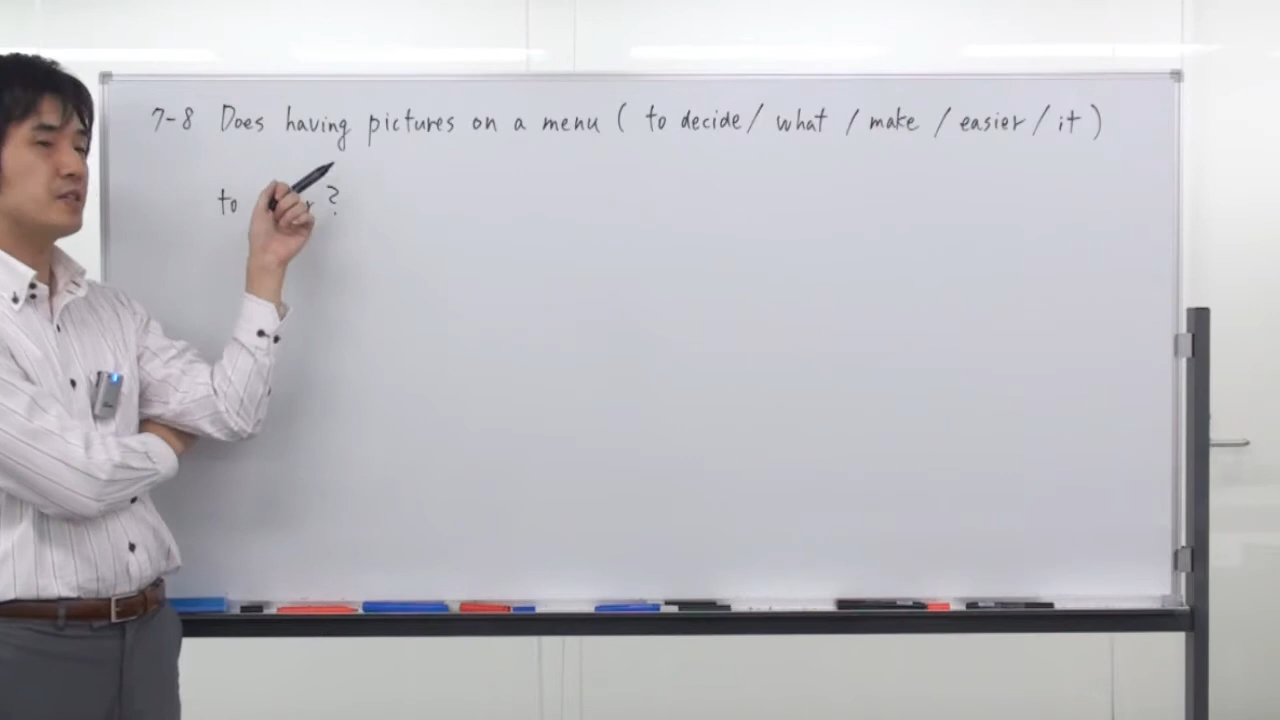 7-8 Does having pictures on a menu ( to decide / what / make / easier / it )
to ?